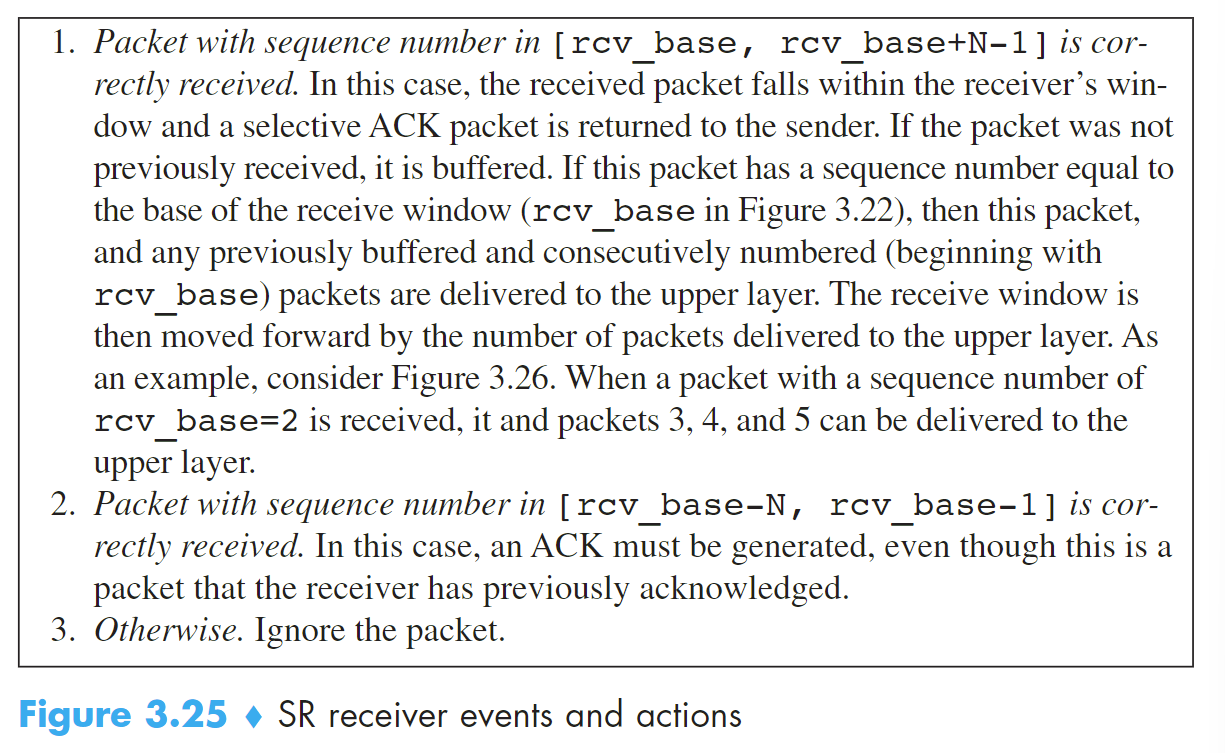 1. Packet with sequence number in [rcv_base, rcv_base+N-1] is cor-
rectly received. In this case, the received packet falls within the receiver’s win-
dow and a selective ACK packet is returned to the sender. If the packet was not
previously received, it is buffered. If this packet has a sequence number equal to
the base of the receive window (rcv_base in Figure 3.22), then this packet,
and any previously buffered and consecutively numbered (beginning with
rcv_base) packets are delivered to the upper layer. The receive window is
then moved forward by the number of packets delivered to the upper layer. As
an example, consider Figure 3.26. When a packet with a sequence number of
rcv_base=2 is received, it and packets 3, 4, and 5 can be delivered to the
upper layer.
2. Packet with sequence number in [rcv_base-N, rcv_base-1] is cor-
rectly received. In this case, an ACK must be generated, even though this is a
packet that the receiver has previously acknowledged.
3. Otherwise. Ignore the packet.
Figure 3.25 ♦ SR receiver events and actions